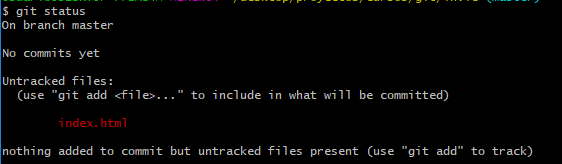 $ git status
On branch master
No commits yet
Untracked files:
(use "git add <file>..." to include in what will be committed)
index.html
nothing added to commit but untracked files present (use "git add" to track)